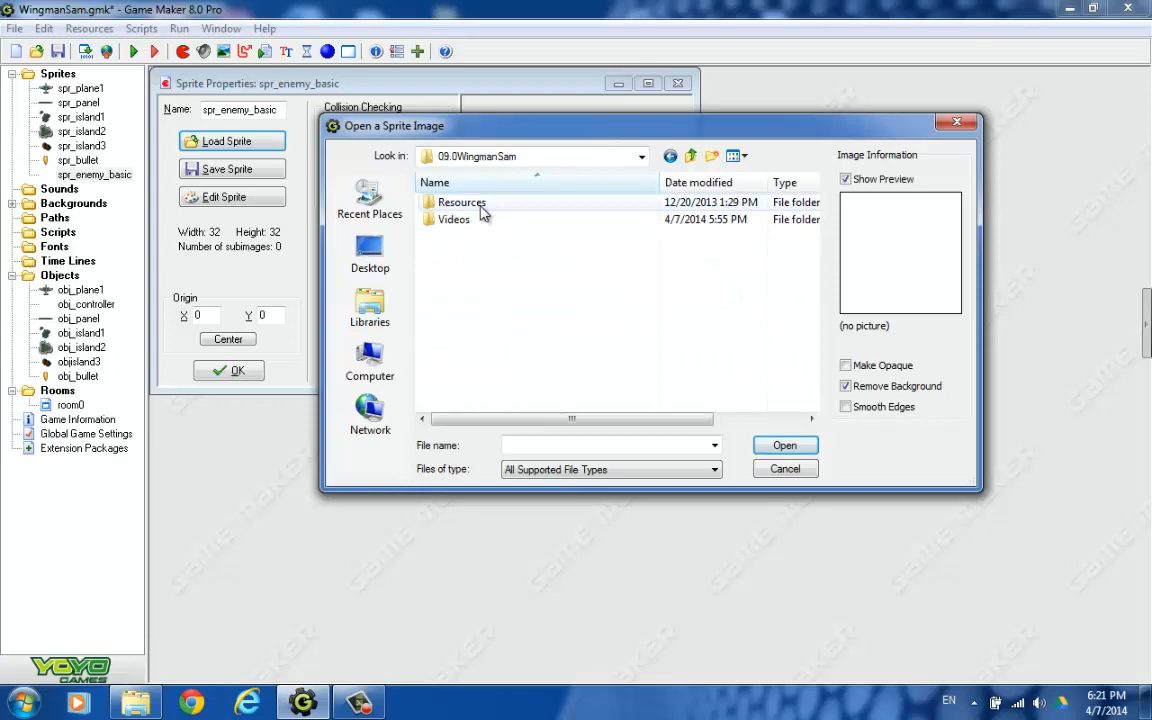 WingmanSam.gmk* - Game Maker 8.0 Pro
File Edit Resources Scripts Run Window Help
Sprites
spr_plane1
spr_panel
spr_island1
spr_island2
spr_island3
spr_bullet
spr_enemy_basic
Sounds
Backgrounds
Paths
Scripts
Fonts
Time Lines
Objects
obj_plane1
obj_controller
obj_panel
obj_island1
obj_island2
objisland3
obj_bullet
Rooms
room0
Game Information
Global Game Settings
Extension Packages
YOYO
GAMES
Sprite Properties: spr_enemy_basic
Name: spr_enemy_basic
Collision Checking
Load Sprite
Save Sprite
Edit Sprite
Width: 32 Height: 32
Number of subimages: 0
Origin
X 0 Y 0
Center
OK
Open a Sprite Image
Look in: 09.0WingmanSam
Name Date modified Type
Resources 12/20/2013 1:29 PM File folder
Videos 4/7/2014 5:55 PM File folder
Recent Places
Desktop
Libraries
Computer
Network
File name: Open
Files of type: All Supported File Types Cancel
Image Information
Show Preview
(no picture)
Make Opaque
Remove Background
Smooth Edges
GAME MAKER
EN
6:21 PM
4/7/2014